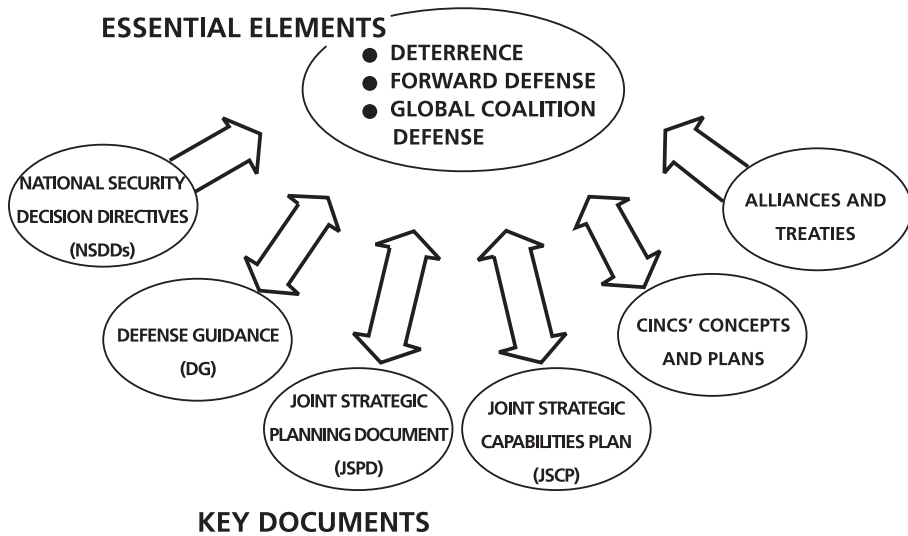 ESSENTIAL ELEMENTS
● DETERRENCE
● FORWARD DEFENSE
● GLOBAL COALITION
DEFENSE
NATIONAL SECURITY
DECISION DIRECTIVES
(NSDDs)
DEFENSE GUIDANCE
(DG)
JOINT STRATEGIC
PLANNING DOCUMENT
(JSPD)
JOINT STRATEGIC
CAPABILITIES PLAN
(JSCP)
CINCS’ CONCEPTS
AND PLANS
ALLIANCES AND
TREATIES
KEY DOCUMENTS